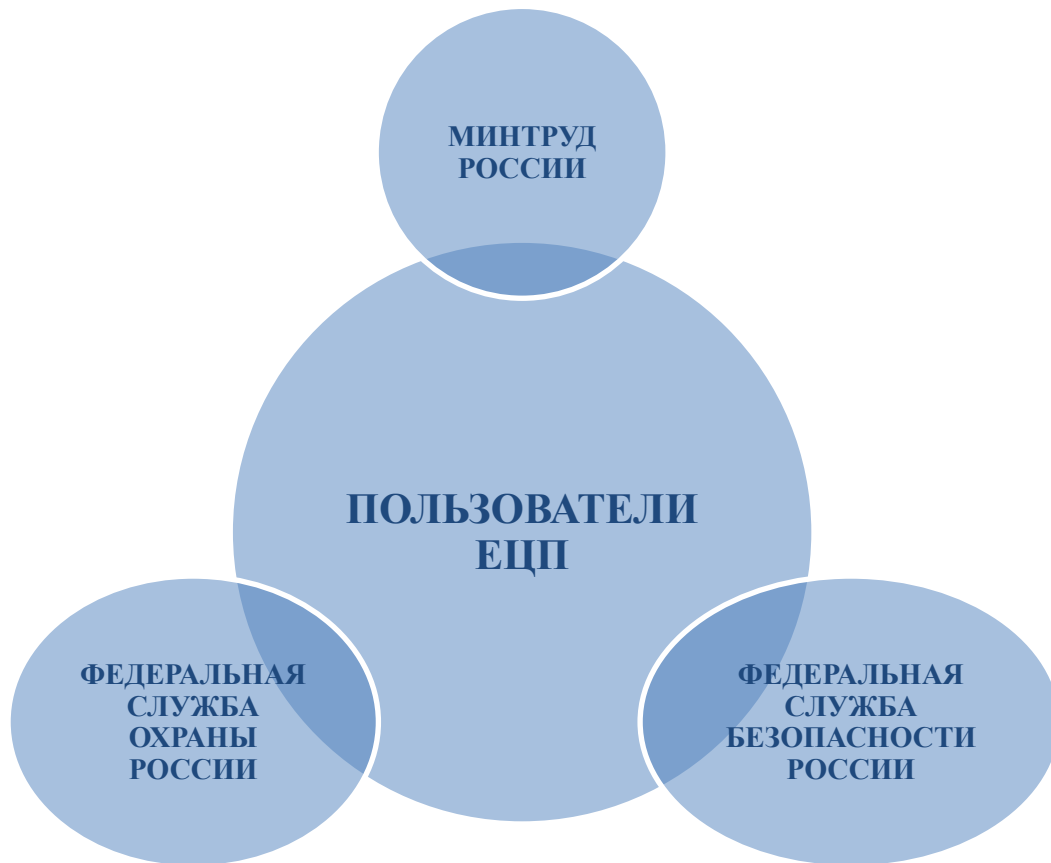 МИНТРУД
РОССИИ
ПОЛЬЗОВАТЕЛИ
ЕЦП
ФЕДЕРАЛЬНАЯ
СЛУЖБА
ОХРАНЫ
РОССИИ
ФЕДЕРАЛЬНАЯ
СЛУЖБА
БЕЗОПАСНОСТИ
РОССИИ